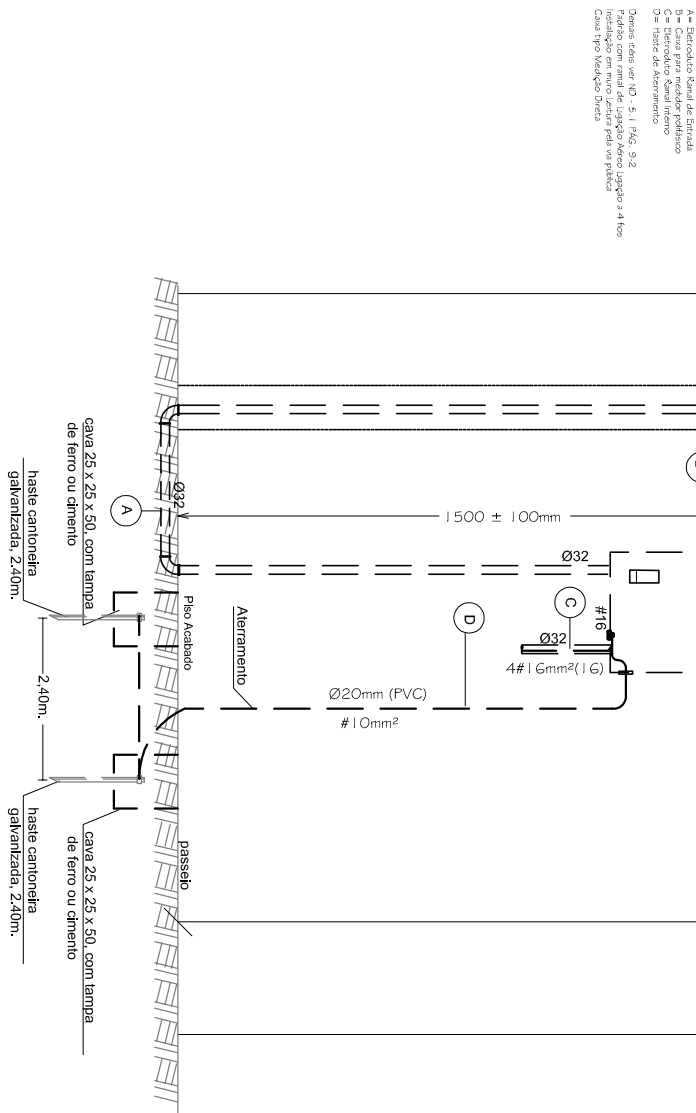 A= Eletroduto Ramal de Entrada
B= Caixa para medidor polifásico
C= Eletroduto Ramal Interno
D= Haste de Aterramento
Demais itens ver ND - 5.1 PÁG. 9-2
Padrão com ramal de Ligação Aéreo Ligação a 4 fios
Instalação em muro Leitura pela via pública
Caixa tipo Medição Direta
1500 ± 100mm
Ø32
A
Ø32
#16
C
Ø32
4#16mm²(16)
D
Ø20mm (PVC)
#10mm²
Aterramento
Piso Acabado
passeio
cava 25 x 25 x 50, com tampa
de ferro ou cimento
haste cantoneira
galvanizada, 2.40m.
2,40m.
cava 25 x 25 x 50, com tampa
de ferro ou cimento
haste cantoneira
galvanizada, 2.40m.